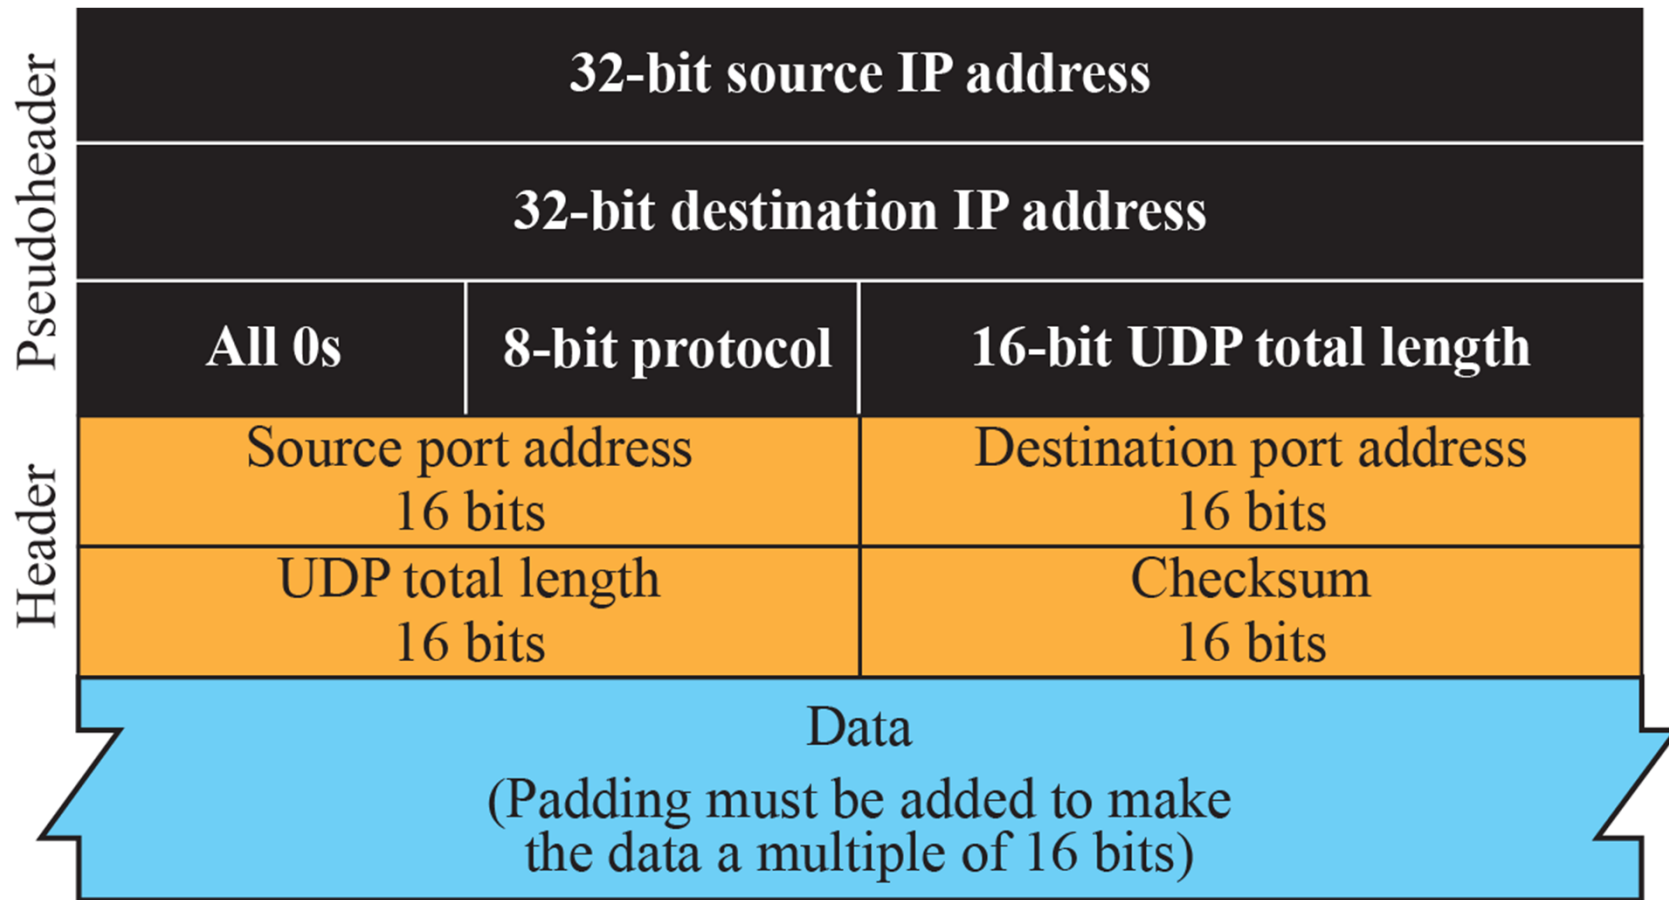 Pseudoheader
32-bit source IP address
32-bit destination IP address
All 0s
8-bit protocol
16-bit UDP total length
Header
Source port address
16 bits
Destination port address
16 bits
UDP total length
16 bits
Checksum
16 bits
Data
(Padding must be added to make
the data a multiple of 16 bits)